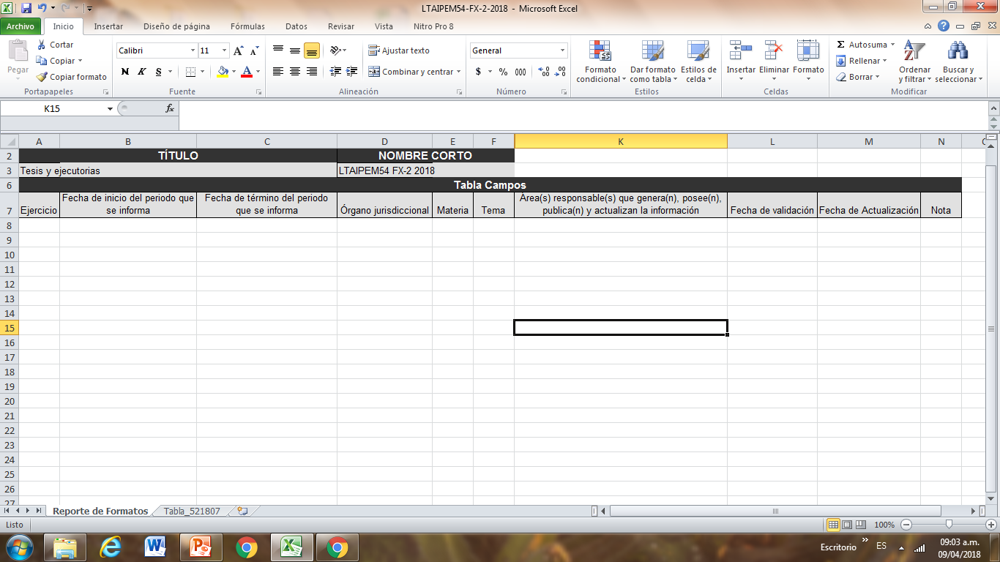 LTAIPEM54-FX-2-2018 - Microsoft Excel
Archivo Inicio Insertar Diseño de página Fórmulas Datos Revisar Vista Nitro Pro 8
Pegar
Cortar
Copiar
Copiar formato
Portapapeles
Calibri 11
N K S
Fuente
Ajustar texto
Combinar y centrar
Alineación
General
$ % 000
Número
Formato condicional
Dar formato como tabla
Estilos de celda
Estilos
Insertar Eliminar Formato
Celdas
Σ Autosuma
Rellenar
Borrar
Ordenar y filtrar
Buscar y seleccionar
Modificar
K15 fx
A B C D E F K L M N
2 TÍTULO NOMBRE CORTO
3 Tesis y ejecutorias LTAIPEM54 FX-2 2018
6 Tabla Campos
7 Ejercicio
Fecha de inicio del periodo que
se informa
Fecha de término del periodo
que se informa
Órgano jurisdiccional
Materia
Tema
Área(s) responsable(s) que genera(n), posee(n),
publica(n) y actualizan la información
Fecha de validación
Fecha de Actualización
Nota
8
9
10
11
12
13
14
15
16
17
18
19
20
21
22
23
24
25
26
27
Reporte de Formatos Tabla_521807
Listo 100%
Escritorio » ES 09:03 a.m.
09/04/2018